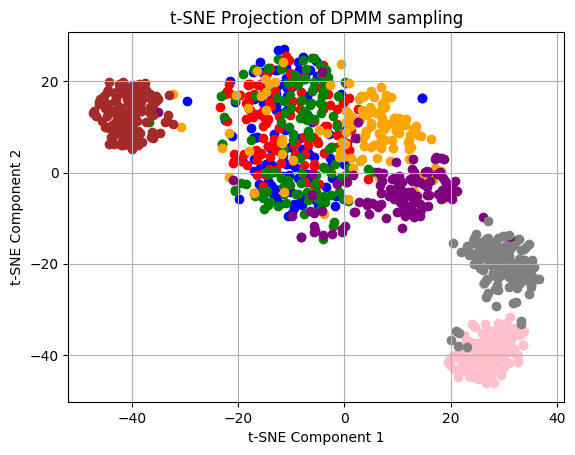 t-SNE Projection of DPMM sampling
t-SNE Component 2
20
0
−20
−40
−40 −20 0 20 40
t-SNE Component 1